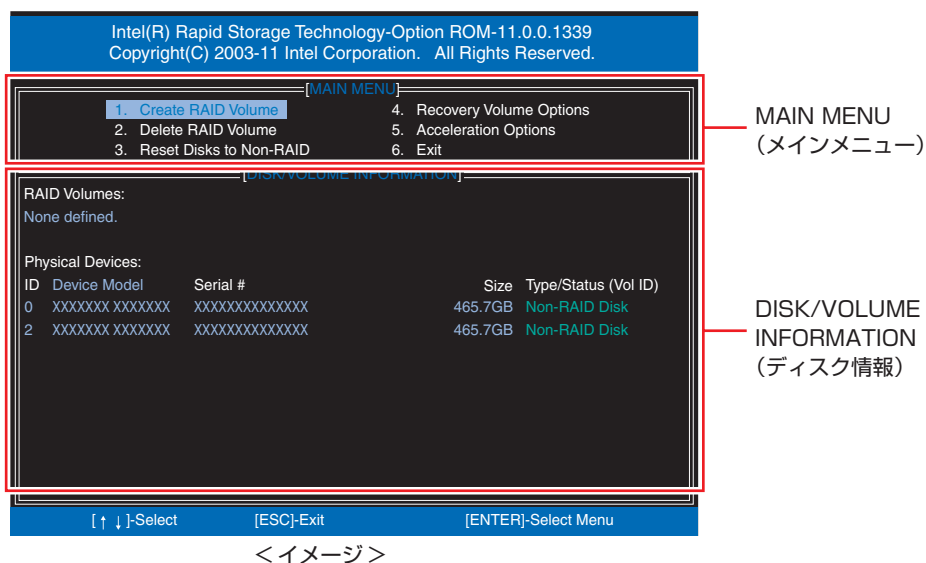 Intel(R) Rapid Storage Technology-Option ROM-11.0.0.1339
Copyright(C) 2003-11 Intel Corporation. All Rights Reserved.
[MAIN MENU]
1. Create RAID Volume 4. Recovery Volume Options
2. Delete RAID Volume 5. Acceleration Options
3. Reset Disks to Non-RAID 6. Exit
MAIN MENU
（メインメニュー）
[DISK/VOLUME INFORMATION]
RAID Volumes:
None defined.
Physical Devices:
ID Device Model Serial # Size Type/Status (Vol ID)
0 XXXXXXX XXXXXXX XXXXXXXXXXXXXX 465.7GB Non-RAID Disk
2 XXXXXXX XXXXXXX XXXXXXXXXXXXXX 465.7GB Non-RAID Disk
DISK/VOLUME
INFORMATION
（ディスク情報）
[↑↓]-Select [ESC]-Exit [ENTER]-Select Menu
＜イメージ＞